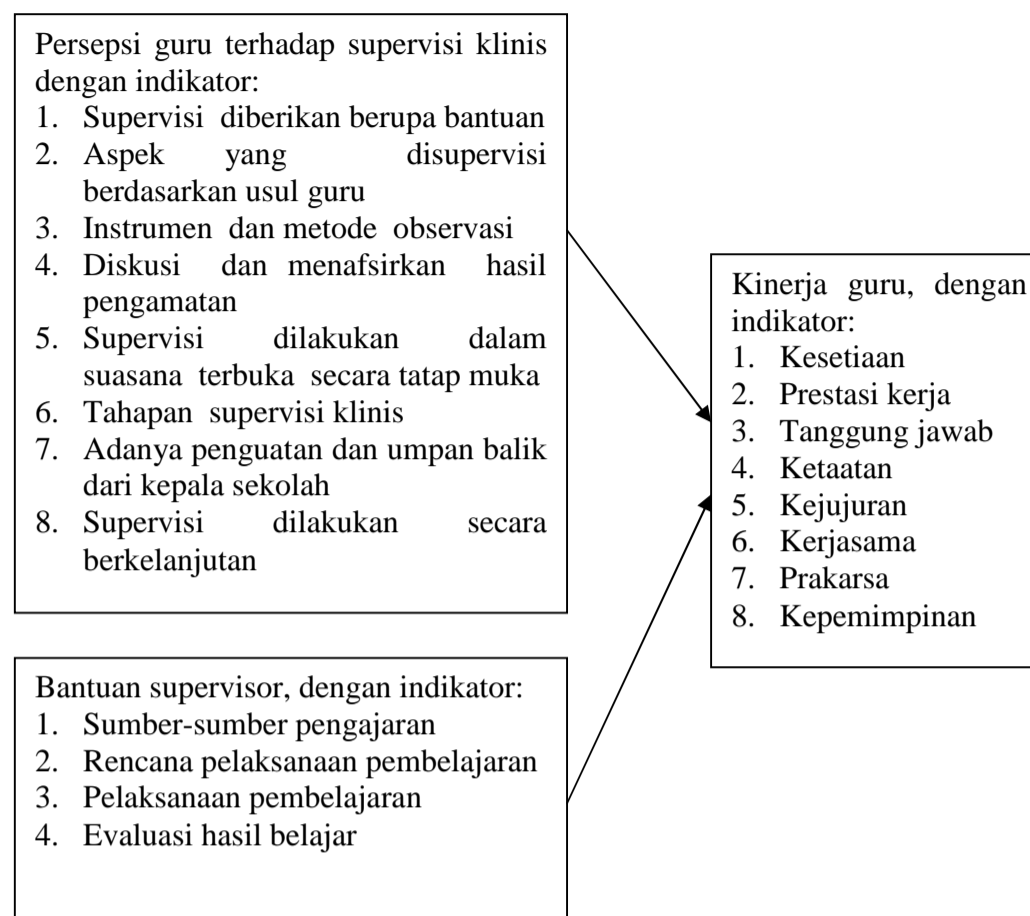 Persepsi guru terhadap supervisi klinis
dengan indikator:
1. Supervisi diberikan berupa bantuan
2. Aspek yang disupervisi
berdasarkan usul guru
3. Instrumen dan metode observasi
4. Diskusi dan menafsirkan hasil
pengamatan
5. Supervisi dilakukan dalam
suasana terbuka secara tatap muka
6. Tahapan supervisi klinis
7. Adanya penguatan dan umpan balik
dari kepala sekolah
8. Supervisi dilakukan secara
berkelanjutan
Bantuan supervisor, dengan indikator:
1. Sumber-sumber pengajaran
2. Rencana pelaksanaan pembelajaran
3. Pelaksanaan pembelajaran
4. Evaluasi hasil belajar
Kinerja guru, dengan
indikator:
1. Kesetiaan
2. Prestasi kerja
3. Tanggung jawab
4. Ketaatan
5. Kejujuran
6. Kerjasama
7. Prakarsa
8. Kepemimpinan